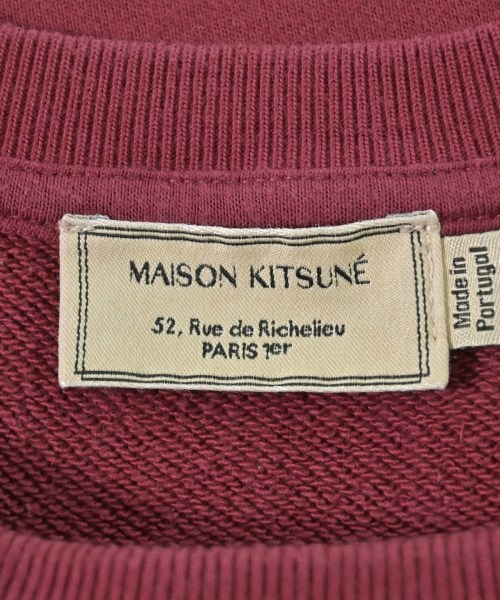 MAISON KITSUNÉ
52, Rue de Richelieu
PARIS 1er
Made in
Portugal